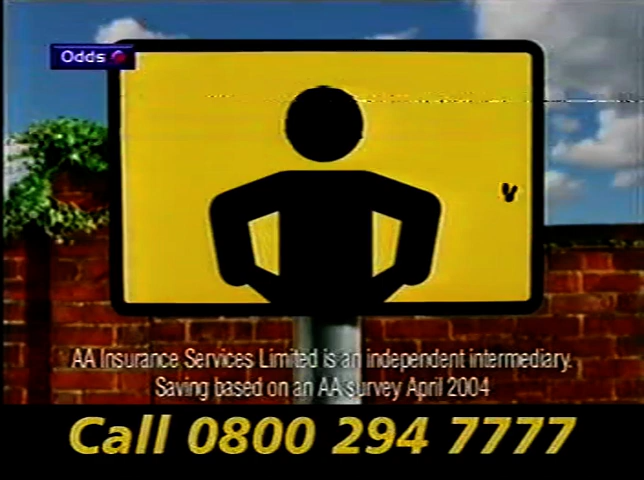 Odds
AA Insurance Services Limited is an independent intermediary.
Saving based on an AA survey April 2004
Call 0800 294 7777